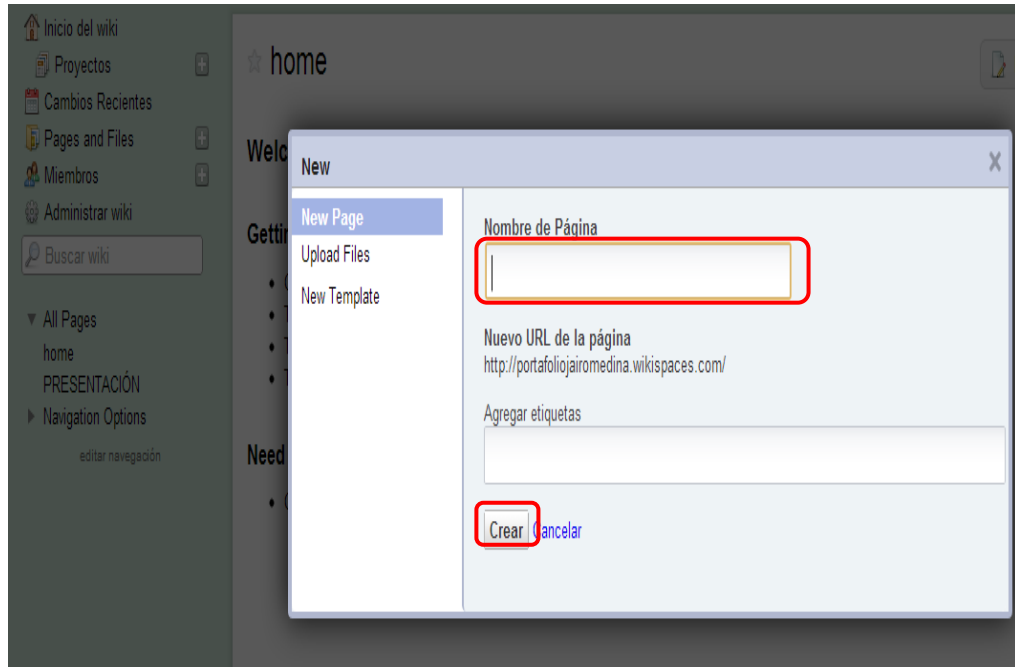 Inicio del wiki
Proyectos
Cambios Recientes
Pages and Files
Miembros
Administrar wiki
Buscar wiki
All Pages
home
PRESENTACIÓN
Navigation Options
editar navegación
home
New
New Page
Upload Files
New Template
Nombre de Página
Nuevo URL de la página
http://portafoliojairomedina.wikispaces.com/
Agregar etiquetas
Crear Cancelar
Need